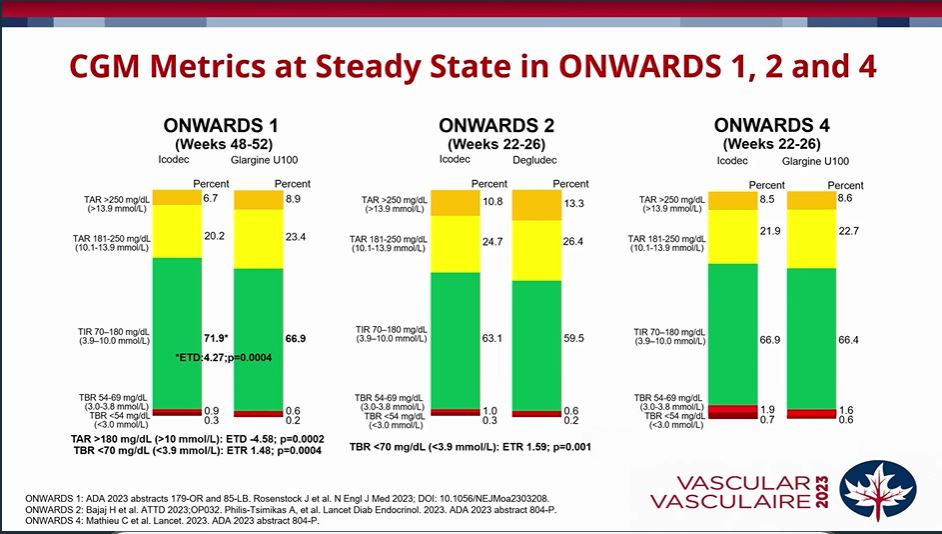 CGM Metrics at Steady State in ONWARDS 1, 2 and 4
ONWARDS 1
(Weeks 48-52)
Icodec Glargine U100
Percent Percent
TAR >250 mg/dL
(>13.9 mmol/L)
6.7 8.9
TAR 181-250 mg/dL
(10.1-13.9 mmol/L)
20.2 23.4
TIR 70–180 mg/dL
(3.9–10.0 mmol/L)
71.9* 66.9
*ETD:4.27;p=0.0004
TBR 54-69 mg/dL
(3.0-3.8 mmol/L)
0.9 0.6
TBR <54 mg/dL
(<3.0 mmol/L)
0.3 0.2
TAR >180 mg/dL (>10 mmol/L): ETD -4.58; p=0.0002
TBR <70 mg/dL (<3.9 mmol/L): ETR 1.48; p=0.0004
ONWARDS 2
(Weeks 22-26)
Icodec Degludec
Percent Percent
TAR >250 mg/dL
(>13.9 mmol/L)
10.8 13.3
TAR 181-250 mg/dL
(10.1-13.9 mmol/L)
24.7 26.4
TIR 70–180 mg/dL
(3.9–10.0 mmol/L)
63.1 59.5
TBR 54-69 mg/dL
(3.0-3.8 mmol/L)
1.0 0.6
TBR <54 mg/dL
(<3.0 mmol/L)
0.3 0.2
TBR <70 mg/dL (<3.9 mmol/L): ETR 1.59; p=0.001
ONWARDS 4
(Weeks 22-26)
Icodec Glargine U100
Percent Percent
TAR >250 mg/dL
(>13.9 mmol/L)
8.5 8.6
TAR 181-250 mg/dL
(10.1-13.9 mmol/L)
21.9 22.7
TIR 70–180 mg/dL
(3.9–10.0 mmol/L)
66.9 66.4
TBR 54-69 mg/dL
(3.0-3.8 mmol/L)
1.9 1.6
TBR <54 mg/dL
(<3.0 mmol/L)
0.7 0.6
ONWARDS 1: ADA 2023 abstracts 179-OR and 85-LB. Rosenstock J et al. N Engl J Med 2023; DOI: 10.1056/NEJMoa2303208.
ONWARDS 2: Bajaj H et al. ATTD 2023;OP032. Philis-Tsimikas A, et al. Lancet Diab Endocrinol. 2023. ADA 2023 abstract 804-P.
ONWARDS 4: Mathieu C et al. Lancet. 2023. ADA 2023 abstract 804-P.
VASCULAR
VASCULAIRE
2023